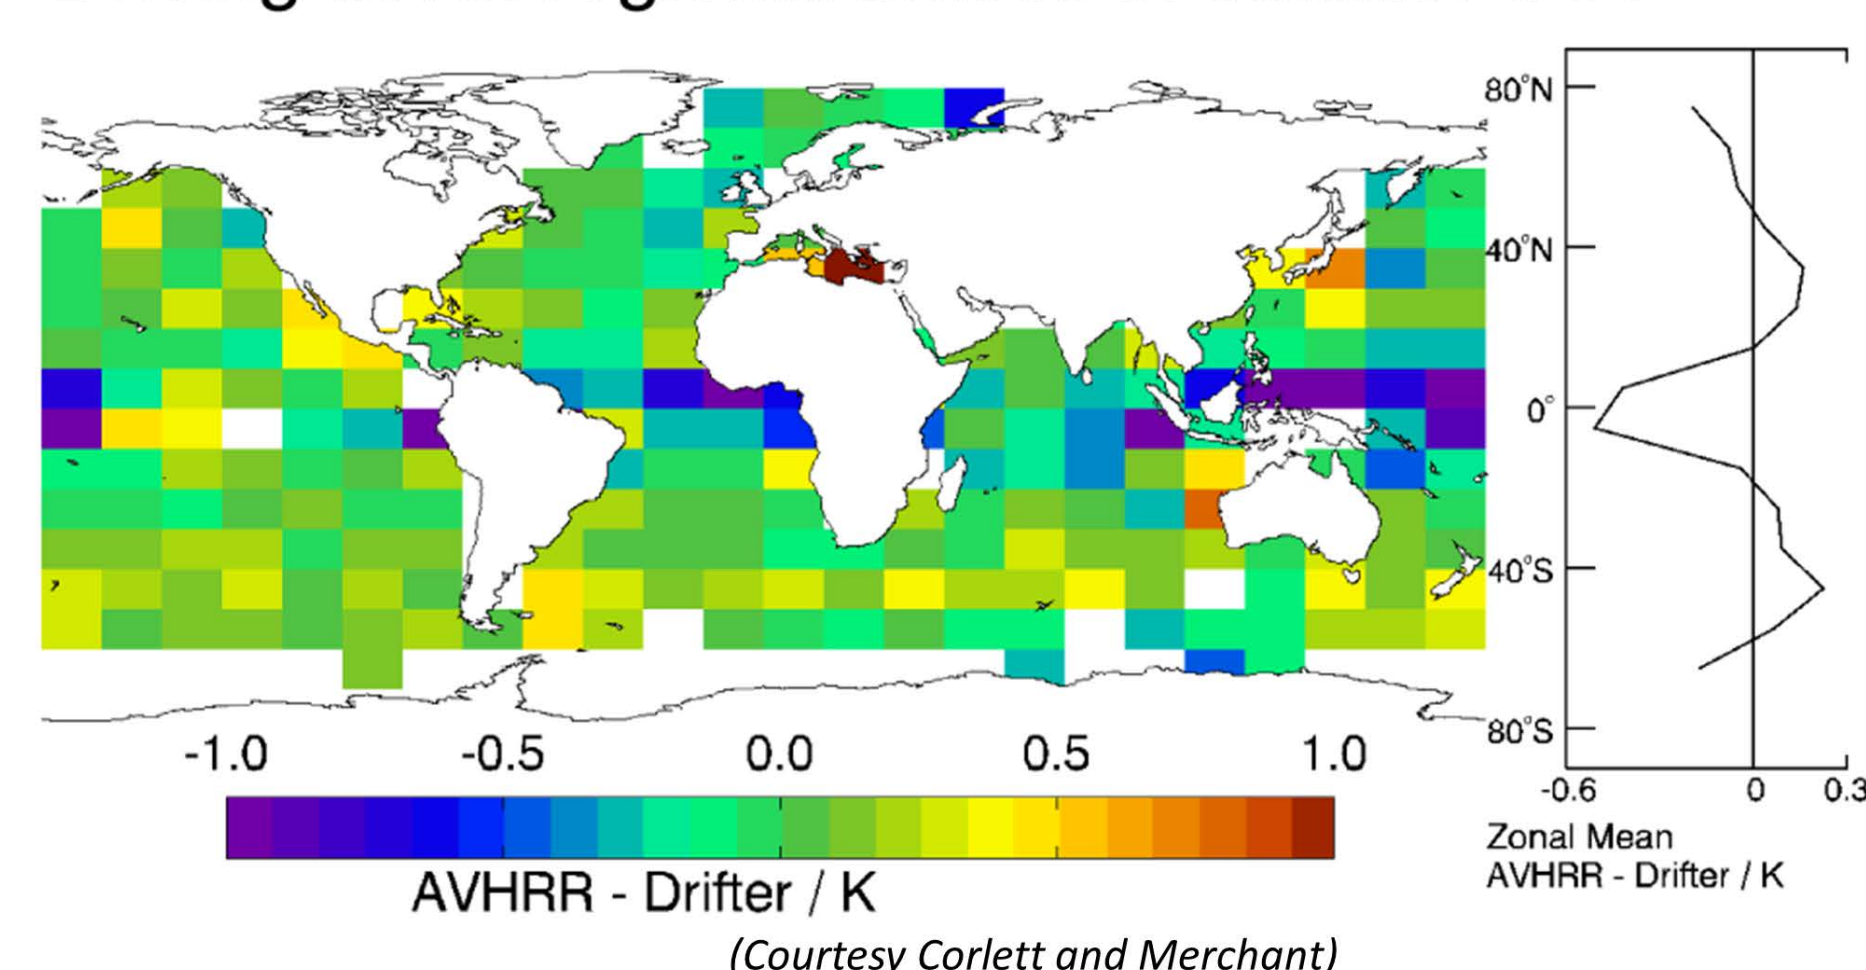 80°N
40°N
0°
40°S
80°S
-0.6 0 0.3
Zonal Mean
AVHRR - Drifter / K
-1.0 -0.5 0.0 0.5 1.0
AVHRR - Drifter / K
(Courtesy Corlett and Merchant)